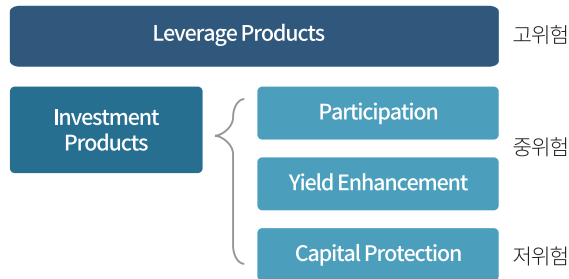 Leverage Products
고위험
Investment
Products
Participation
중위험
Yield Enhancement
Capital Protection
저위험